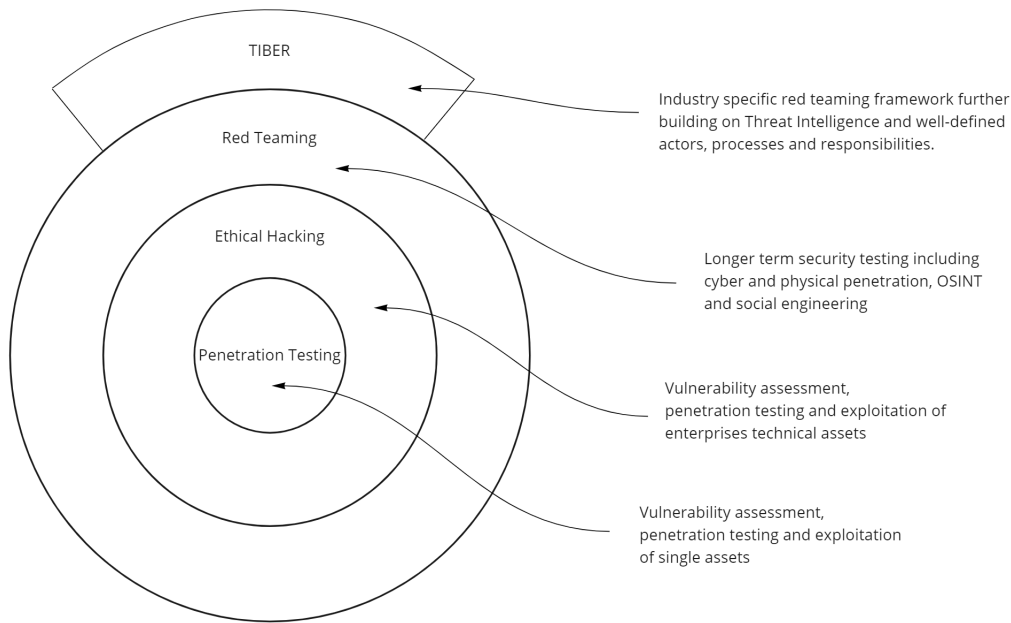 TIBER
Industry specific red teaming framework further
building on Threat Intelligence and well-defined
actors, processes and responsibilities.
Red Teaming
Longer term security testing including
cyber and physical penetration, OSINT
and social engineering
Ethical Hacking
Vulnerability assessment,
penetration testing and exploitation of
enterprises technical assets
Penetration Testing
Vulnerability assessment,
penetration testing and exploitation
of single assets